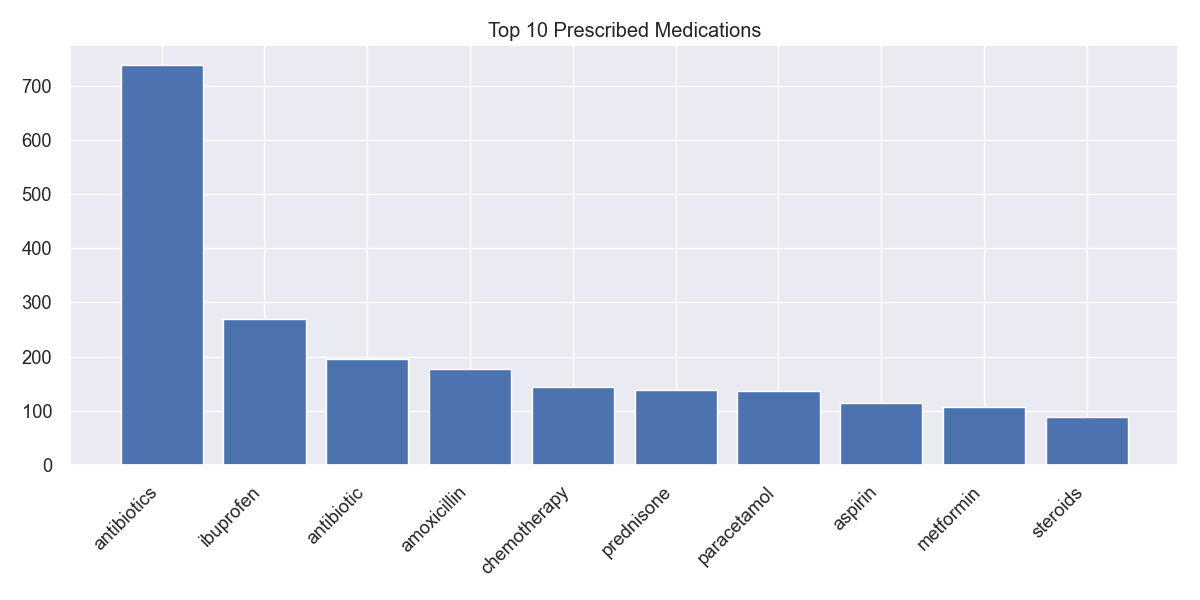 Top 10 Prescribed Medications
700
600
500
400
300
200
100
0
antibiotics
ibuprofen
antibiotic
amoxicillin
chemotherapy
prednisone
paracetamol
aspirin
metformin
steroids